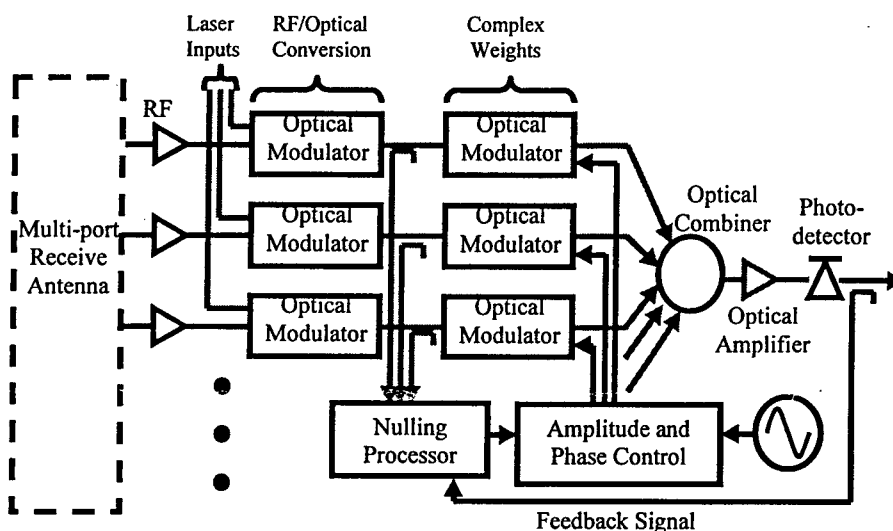 Laser
Inputs
RF/Optical
Conversion
Complex
Weights
RF
Optical
Modulator
Optical
Modulator
Optical
Combiner
Photo-
detector
Multi-port
Receive
Antenna
Optical
Modulator
Optical
Modulator
Optical
Modulator
Optical
Modulator
Optical
Amplifier
Nulling
Processor
Amplitude and
Phase Control
Feedback Signal